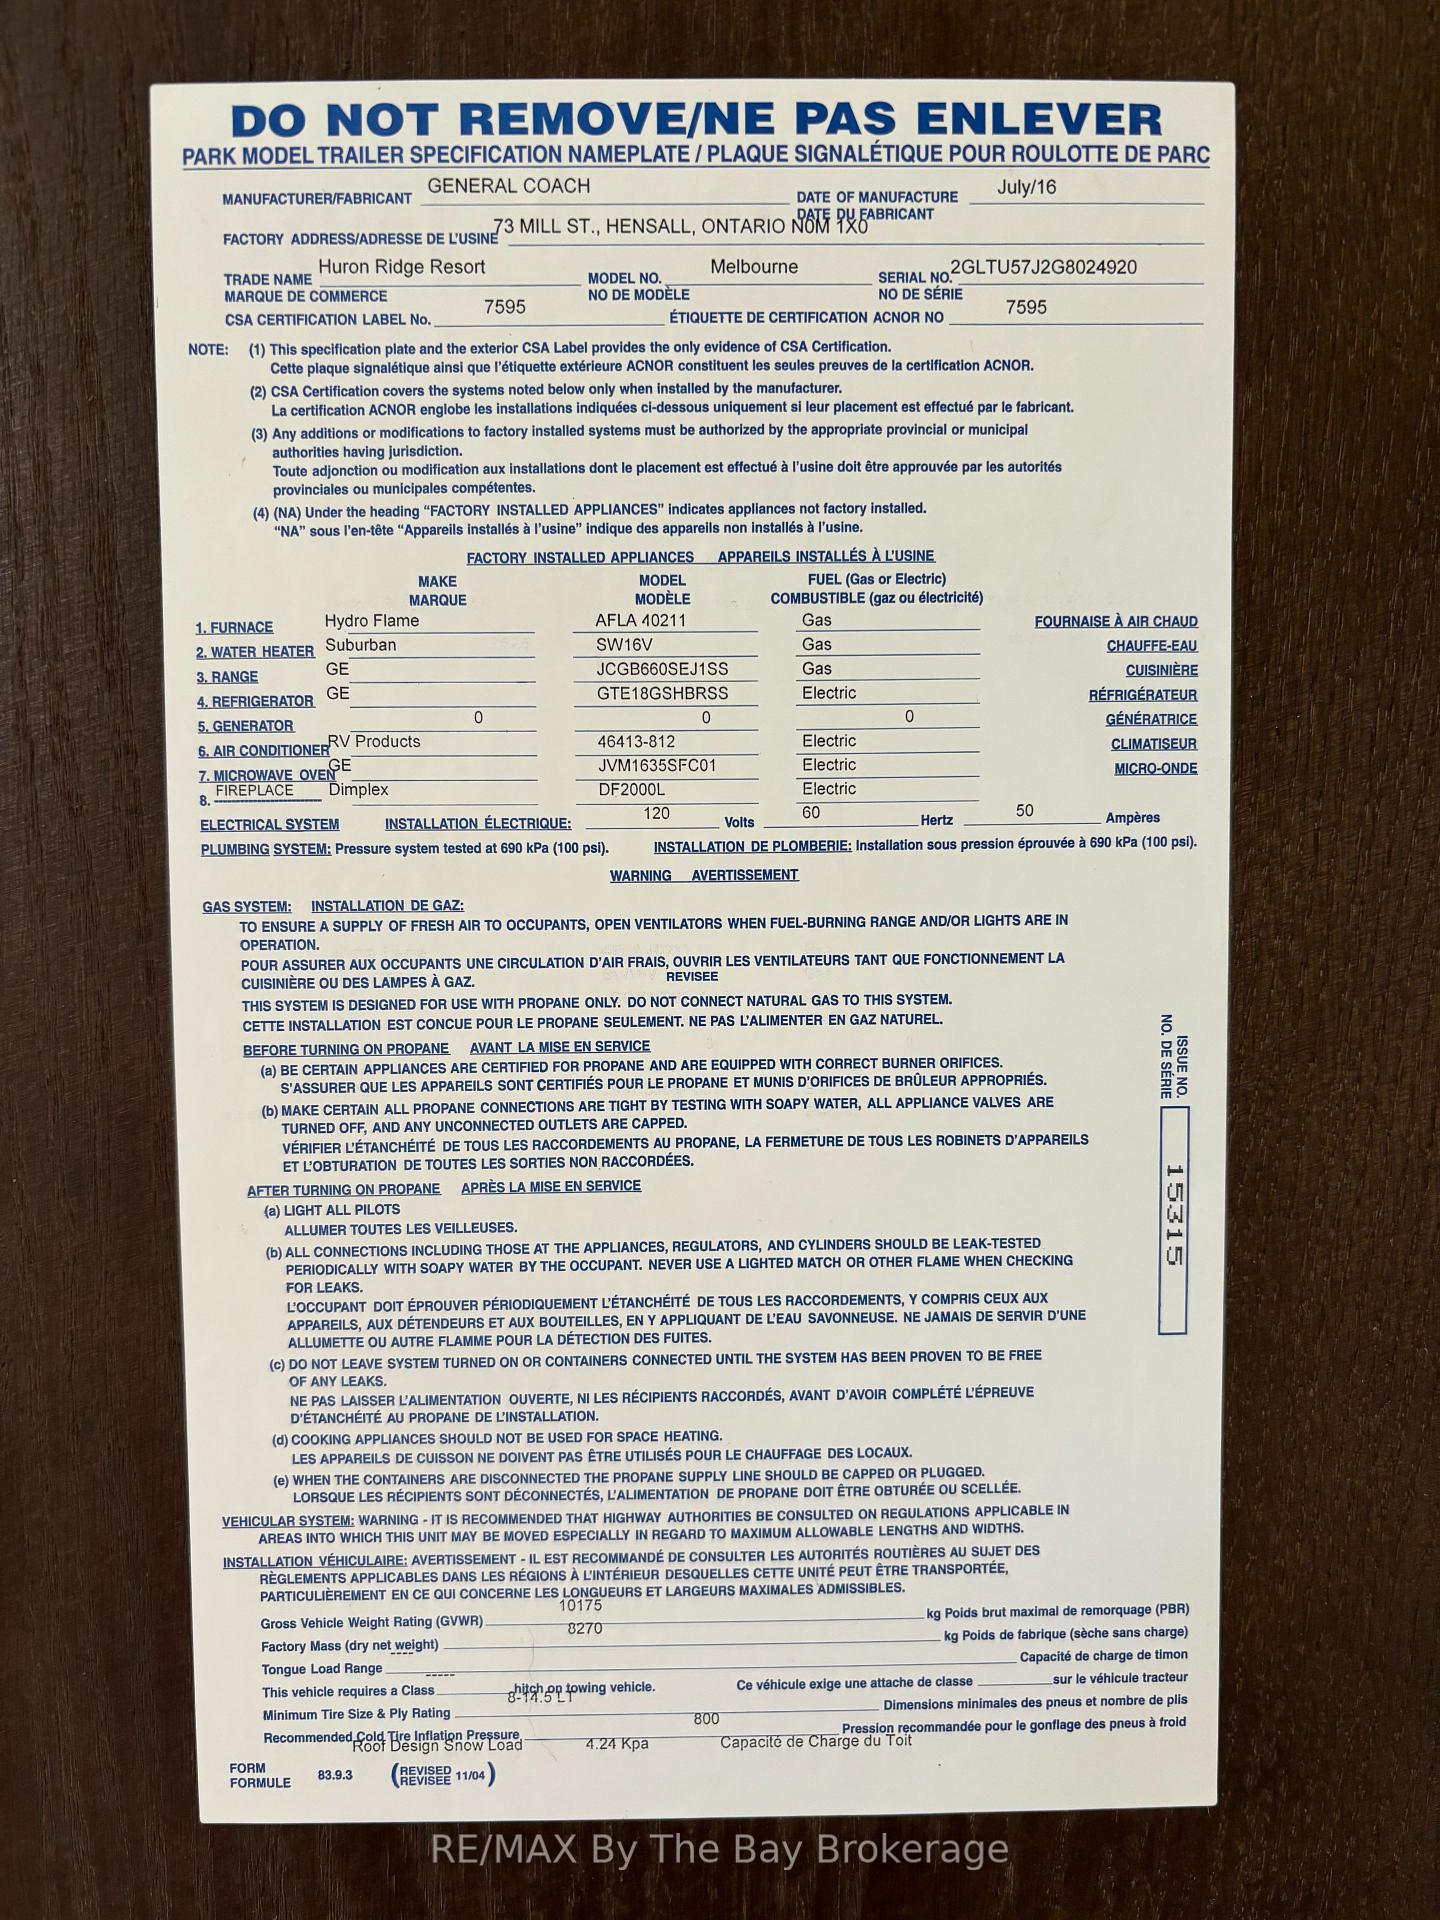 DO NOT REMOVE/NE PAS ENLEVER
PARK MODEL TRAILER SPECIFICATION NAMEPLATE / PLAQUE SIGNALÉTIQUE POUR ROULOTTE DE PARC
MANUFACTURER/FABRICANT GENERAL COACH DATE OF MANUFACTURE July/16
DATE DU FABRICANT
FACTORY ADDRESS/ADRESSE DE L'USINE 73 MILL ST., HENSALL, ONTARIO N0M 1X0
TRADE NAME Huron Ridge Resort MODEL NO. Melbourne SERIAL NO. 2GLTU57J2G8024920
MARQUE DE COMMERCE NO DE MODÈLE NO DE SÉRIE
CSA CERTIFICATION LABEL No. 7595 ÉTIQUETTE DE CERTIFICATION ACNOR NO 7595
NOTE: (1) This specification plate and the exterior CSA Label provides the only evidence of CSA Certification.
Cette plaque signalétique ainsi que l'étiquette extérieure ACNOR constituent les seules preuves de la certification ACNOR.
(2) CSA Certification covers the systems noted below only when installed by the manufacturer.
La certification ACNOR englobe les installations indiquées ci-dessous uniquement si leur placement est effectué par le fabricant.
(3) Any additions or modifications to factory installed systems must be authorized by the appropriate provincial or municipal
authorities having jurisdiction.
Toute adjonction ou modification aux installations dont le placement est effectué à l'usine doit être approuvée par les autorités
provinciales ou municipales compétentes.
(4) (NA) Under the heading “FACTORY INSTALLED APPLIANCES” indicates appliances not factory installed.
“NA” sous l'en-tête “Appareils installés à l'usine” indique des appareils non installés à l'usine.
FACTORY INSTALLED APPLIANCES APPAREILS INSTALLÉS À L'USINE
MAKE MODEL FUEL (Gas or Electric)
MARQUE MODÈLE COMBUSTIBLE (gaz ou électricité)
1. FURNACE Hydro Flame AFLA 40211 Gas FOURNAISE À AIR CHAUD
2. WATER HEATER Suburban SW16V Gas CHAUFFE-EAU
3. RANGE GE JCGB660SEJ1SS Gas CUISINIÈRE
4. REFRIGERATOR GE GTE18GSHBRSS Electric RÉFRIGÉRATEUR
5. GENERATOR 0 0 0 GÉNÉRATRICE
6. AIR CONDITIONER RV Products 46413-812 Electric CLIMATISEUR
7. MICROWAVE OVEN GE JVM1635SFC01 Electric MICRO-ONDE
8. FIREPLACE Dimplex DF2000L Electric
ELECTRICAL SYSTEM INSTALLATION ÉLECTRIQUE: 120 Volts 60 Hertz 50 Ampères
PLUMBING SYSTEM: Pressure system tested at 690 kPa (100 psi). INSTALLATION DE PLOMBERIE: Installation sous pression éprouvée à 690 kPa (100 psi).
WARNING AVERTISSEMENT
GAS SYSTEM: INSTALLATION DE GAZ:
TO ENSURE A SUPPLY OF FRESH AIR TO OCCUPANTS, OPEN VENTILATORS WHEN FUEL-BURNING RANGE AND/OR LIGHTS ARE IN
OPERATION.
POUR ASSURER AUX OCCUPANTS UNE CIRCULATION D'AIR FRAIS, OUVRIR LES VENTILATEURS TANT QUE FONCTIONNEMENT LA
CUISINIÈRE OU DES LAMPES À GAZ. REVISEE
THIS SYSTEM IS DESIGNED FOR USE WITH PROPANE ONLY. DO NOT CONNECT NATURAL GAS TO THIS SYSTEM.
CETTE INSTALLATION EST CONCUE POUR LE PROPANE SEULEMENT. NE PAS L'ALIMENTER EN GAZ NATUREL.
BEFORE TURNING ON PROPANE AVANT LA MISE EN SERVICE
(a) BE CERTAIN APPLIANCES ARE CERTIFIED FOR PROPANE AND ARE EQUIPPED WITH CORRECT BURNER ORIFICES.
S'ASSURER QUE LES APPAREILS SONT CERTIFIÉS POUR LE PROPANE ET MUNIS D'ORIFICES DE BRÛLEUR APPROPRIÉS.
(b) MAKE CERTAIN ALL PROPANE CONNECTIONS ARE TIGHT BY TESTING WITH SOAPY WATER, ALL APPLIANCE VALVES ARE
TURNED OFF, AND ANY UNCONNECTED OUTLETS ARE CAPPED.
VÉRIFIER L'ÉTANCHÉITÉ DE TOUS LES RACCORDEMENTS AU PROPANE, LA FERMETURE DE TOUS LES ROBINETS D'APPAREILS
ET L'OBTURATION DE TOUTES LES SORTIES NON RACCORDÉES.
AFTER TURNING ON PROPANE APRÈS LA MISE EN SERVICE
(a) LIGHT ALL PILOTS
ALLUMER TOUTES LES VEILLEUSES.
(b) ALL CONNECTIONS INCLUDING THOSE AT THE APPLIANCES, REGULATORS, AND CYLINDERS SHOULD BE LEAK-TESTED
PERIODICALLY WITH SOAPY WATER BY THE OCCUPANT. NEVER USE A LIGHTED MATCH OR OTHER FLAME WHEN CHECKING
FOR LEAKS.
L'OCCUPANT DOIT ÉPROUVER PÉRIODIQUEMENT L'ÉTANCHÉITÉ DE TOUS LES RACCORDEMENTS, Y COMPRIS CEUX AUX
APPAREILS, AUX DÉTENDEURS ET AUX BOUTEILLES, EN Y APPLIQUANT DE L'EAU SAVONNEUSE. NE JAMAIS DE SERVIR D'UNE
ALLUMETTE OU AUTRE FLAMME POUR LA DÉTECTION DES FUITES.
(c) DO NOT LEAVE SYSTEM TURNED ON OR CONTAINERS CONNECTED UNTIL THE SYSTEM HAS BEEN PROVEN TO BE FREE
OF ANY LEAKS.
NE PAS LAISSER L'ALIMENTATION OUVERTE, NI LES RÉCIPIENTS RACCORDÉS, AVANT D'AVOIR COMPLÉTÉ L'ÉPREUVE
D'ÉTANCHÉITÉ AU PROPANE DE L'INSTALLATION.
(d) COOKING APPLIANCES SHOULD NOT BE USED FOR SPACE HEATING.
LES APPAREILS DE CUISSON NE DOIVENT PAS ÊTRE UTILISÉS POUR LE CHAUFFAGE DES LOCAUX.
(e) WHEN THE CONTAINERS ARE DISCONNECTED THE PROPANE SUPPLY LINE SHOULD BE CAPPED OR PLUGGED.
LORSQUE LES RÉCIPIENTS SONT DÉCONNECTÉS, L'ALIMENTATION DE PROPANE DOIT ÊTRE OBTURÉE OU SCELLÉE.
ISSUE NO.
NO. DE SÉRIE
15315
VEHICULAR SYSTEM: WARNING - IT IS RECOMMENDED THAT HIGHWAY AUTHORITIES BE CONSULTED ON REGULATIONS APPLICABLE IN
AREAS INTO WHICH THIS UNIT MAY BE MOVED ESPECIALLY IN REGARD TO MAXIMUM ALLOWABLE LENGTHS AND WIDTHS.
INSTALLATION VÉHICULAIRE: AVERTISSEMENT - IL EST RECOMMANDÉ DE CONSULTER LES AUTORITÉS ROUTIÈRES AU SUJET DES
RÈGLEMENTS APPLICABLES DANS LES RÉGIONS À L'INTÉRIEUR DESQUELLES CETTE UNITÉ PEUT ÊTRE TRANSPORTÉE,
PARTICULIÈREMENT EN CE QUI CONCERNE LES LONGUEURS ET LARGEURS MAXIMALES ADMISSIBLES.
Gross Vehicle Weight Rating (GVWR) 10175 kg Poids brut maximal de remorquage (PBR)
Factory Mass (dry net weight) 8270 kg Poids de fabrique (sèche sans charge)
Tongue Load Range ---- Capacité de charge de timon
This vehicle requires a Class ----- hitch on towing vehicle. Ce véhicule exige une attache de classe sur le véhicule tracteur
Minimum Tire Size & Ply Rating 8-14.5 LT Dimensions minimales des pneus et nombre de plis
Recommended Cold Tire Inflation Pressure 800 Pression recommandée pour le gonflage des pneus à froid
Roof Design Snow Load 4.24 Kpa Capacité de Charge du Toit
FORM
FORMULE 83.9.3 (REVISED REVISEE 11/04)
RE/MAX By The Bay Brokerage